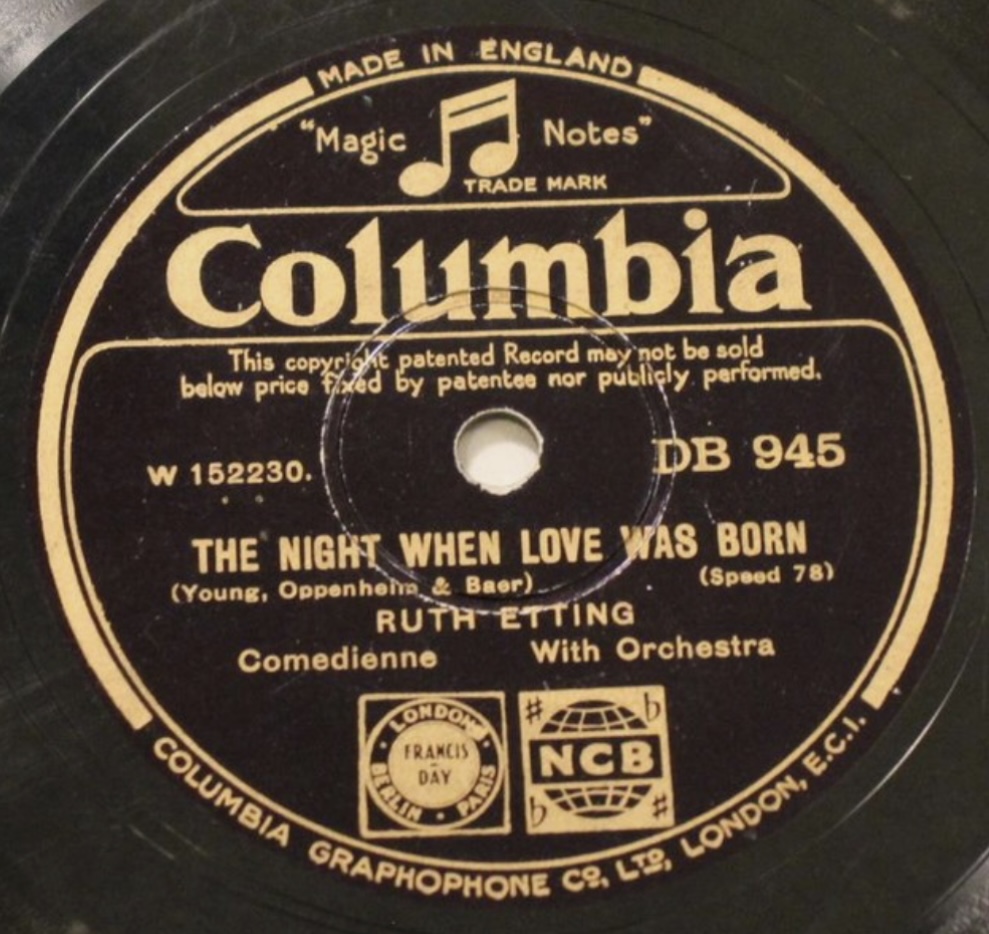 MADE IN ENGLAND
"Magic Notes"
TRADE MARK
Columbia
This copyright patented Record may not be sold
below price fixed by patentee nor publicly performed.
W 152230.
DB 945
THE NIGHT WHEN LOVE WAS BORN
(Young, Oppenheim & Baer)
(Speed 78)
RUTH ETTING
Comedienne With Orchestra
LONDON
FRANCIS
DAY
BERLIN • PARIS
♯ ♭
NCB
♭ ♯
COLUMBIA GRAPHOPHONE CO, LTD, LONDON, E.C.1.